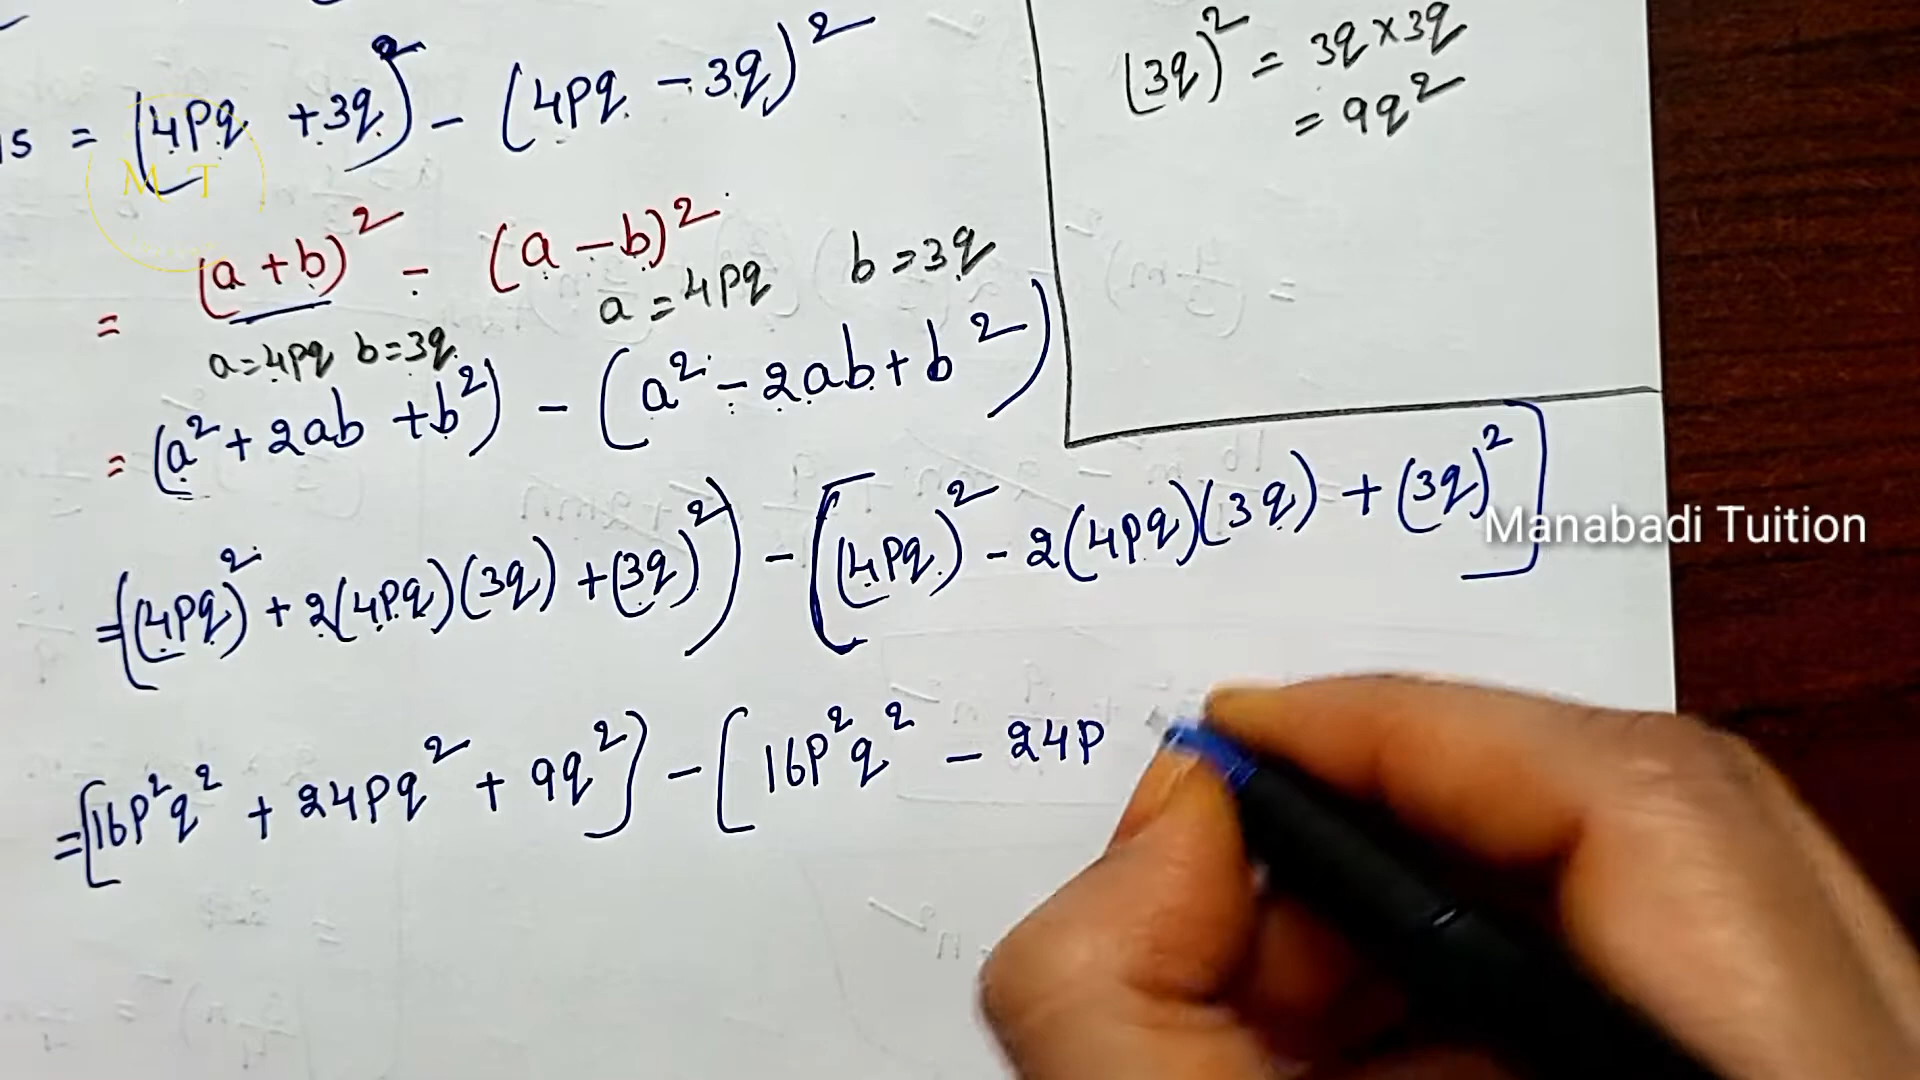 (3q)² = 3q × 3q
= 9q²
s = (4pq + 3q)² - (4pq - 3q)²
M T
= (a + b)² - (a - b)²
a = 4pq b = 3q
a = 4pq b = 3q
= (a² + 2ab + b²) - (a² - 2ab + b²)
= ((4pq)² + 2(4pq)(3q) + (3q)²) - [(4pq)² - 2(4pq)(3q) + (3q)²]
Manabadi Tuition
= [16p²q² + 24pq² + 9q²] - [16p²q² - 24p